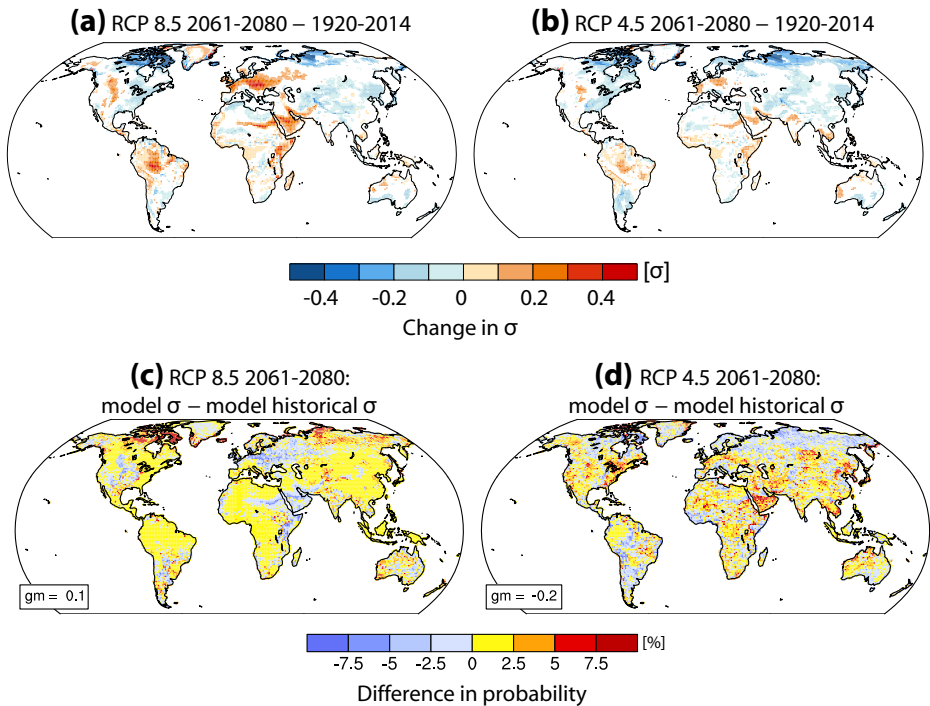 (a) RCP 8.5 2061-2080 – 1920-2014
(b) RCP 4.5 2061-2080 – 1920-2014
[σ]
-0.4 -0.2 0 0.2 0.4
Change in σ
(c) RCP 8.5 2061-2080:
model σ – model historical σ
(d) RCP 4.5 2061-2080:
model σ – model historical σ
gm = 0.1
gm = -0.2
[%]
-7.5 -5 -2.5 0 2.5 5 7.5
Difference in probability